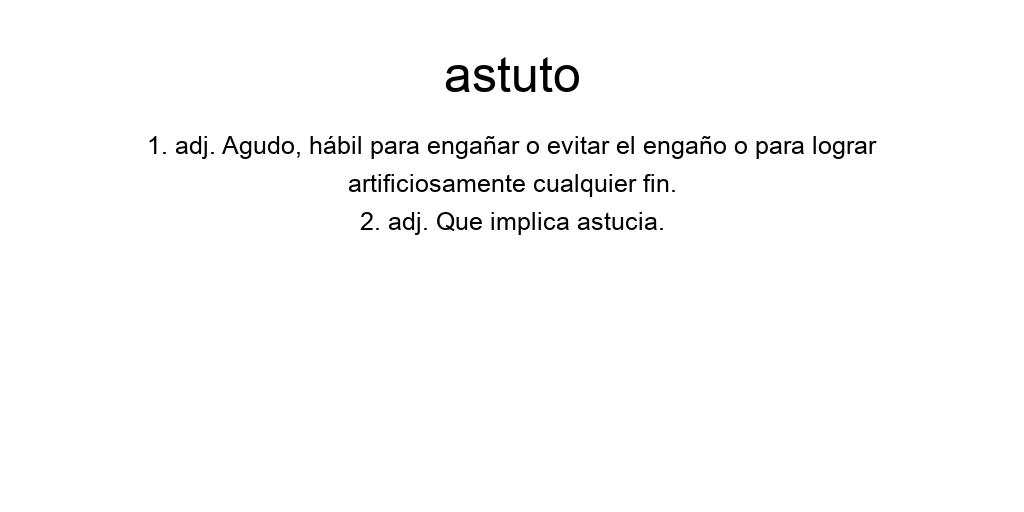 astuto
1. adj. Agudo, hábil para engañar o evitar el engaño o para lograr
artificiosamente cualquier fin.
2. adj. Que implica astucia.